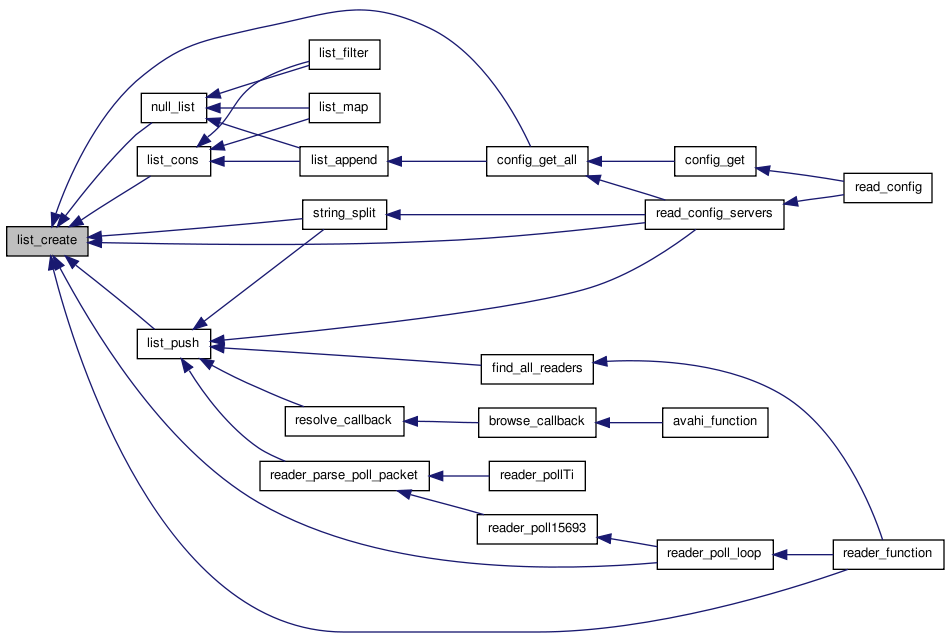 list_filter
null_list
list_map
list_cons
list_append
config_get_all
config_get
read_config
list_create
string_split
read_config_servers
list_push
find_all_readers
resolve_callback
browse_callback
avahi_function
reader_parse_poll_packet
reader_pollTi
reader_poll15693
reader_poll_loop
reader_function